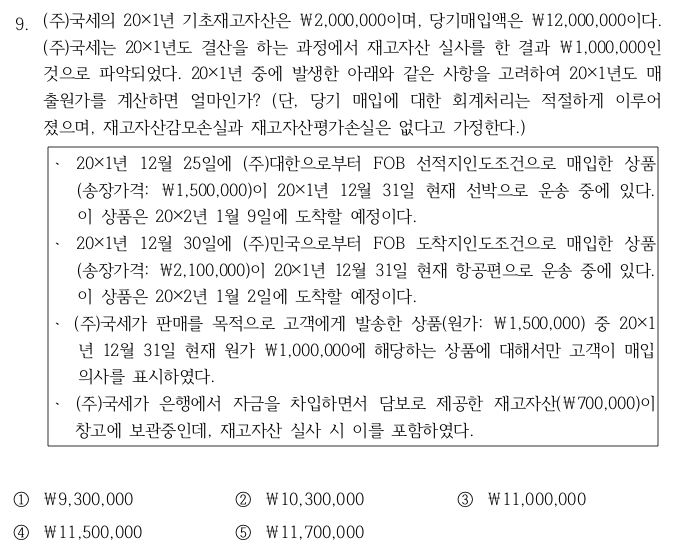 9. (주)국세의 20×1년 기초재고자산은 ₩2,000,000이며, 당기매입액은 ₩12,000,000이다.
(주)국세는 20×1년도 결산을 하는 과정에서 재고자산 실사를 한 결과 ₩1,000,000인
것으로 파악되었다. 20×1년 중에 발생한 아래와 같은 사항을 고려하여 20×1년도 매
출원가를 계산하면 얼마인가? (단, 당기 매입에 대한 회계처리는 적절하게 이루어
졌으며, 재고자산감모손실과 재고자산평가손실은 없다고 가정한다.)
、 20×1년 12월 25일에 (주)대한으로부터 FOB 선적지인도조건으로 매입한 상품
(송장가격: ₩1,500,000)이 20×1년 12월 31일 현재 선박으로 운송 중에 있다.
이 상품은 20×2년 1월 9일에 도착할 예정이다.
、 20×1년 12월 30일에 (주)민국으로부터 FOB 도착지인도조건으로 매입한 상품
(송장가격: ₩2,100,000)이 20×1년 12월 31일 현재 항공편으로 운송 중에 있다.
이 상품은 20×2년 1월 2일에 도착할 예정이다.
、 (주)국세가 판매를 목적으로 고객에게 발송한 상품(원가: ₩1,500,000) 중 20×1
년 12월 31일 현재 원가 ₩1,000,000에 해당하는 상품에 대해서만 고객이 매입
의사를 표시하였다.
、 (주)국세가 은행에서 자금을 차입하면서 담보로 제공한 재고자산(₩700,000)이
창고에 보관중인데, 재고자산 실사 시 이를 포함하였다.
① ₩9,300,000 ② ₩10,300,000 ③ ₩11,000,000
④ ₩11,500,000 ⑤ ₩11,700,000